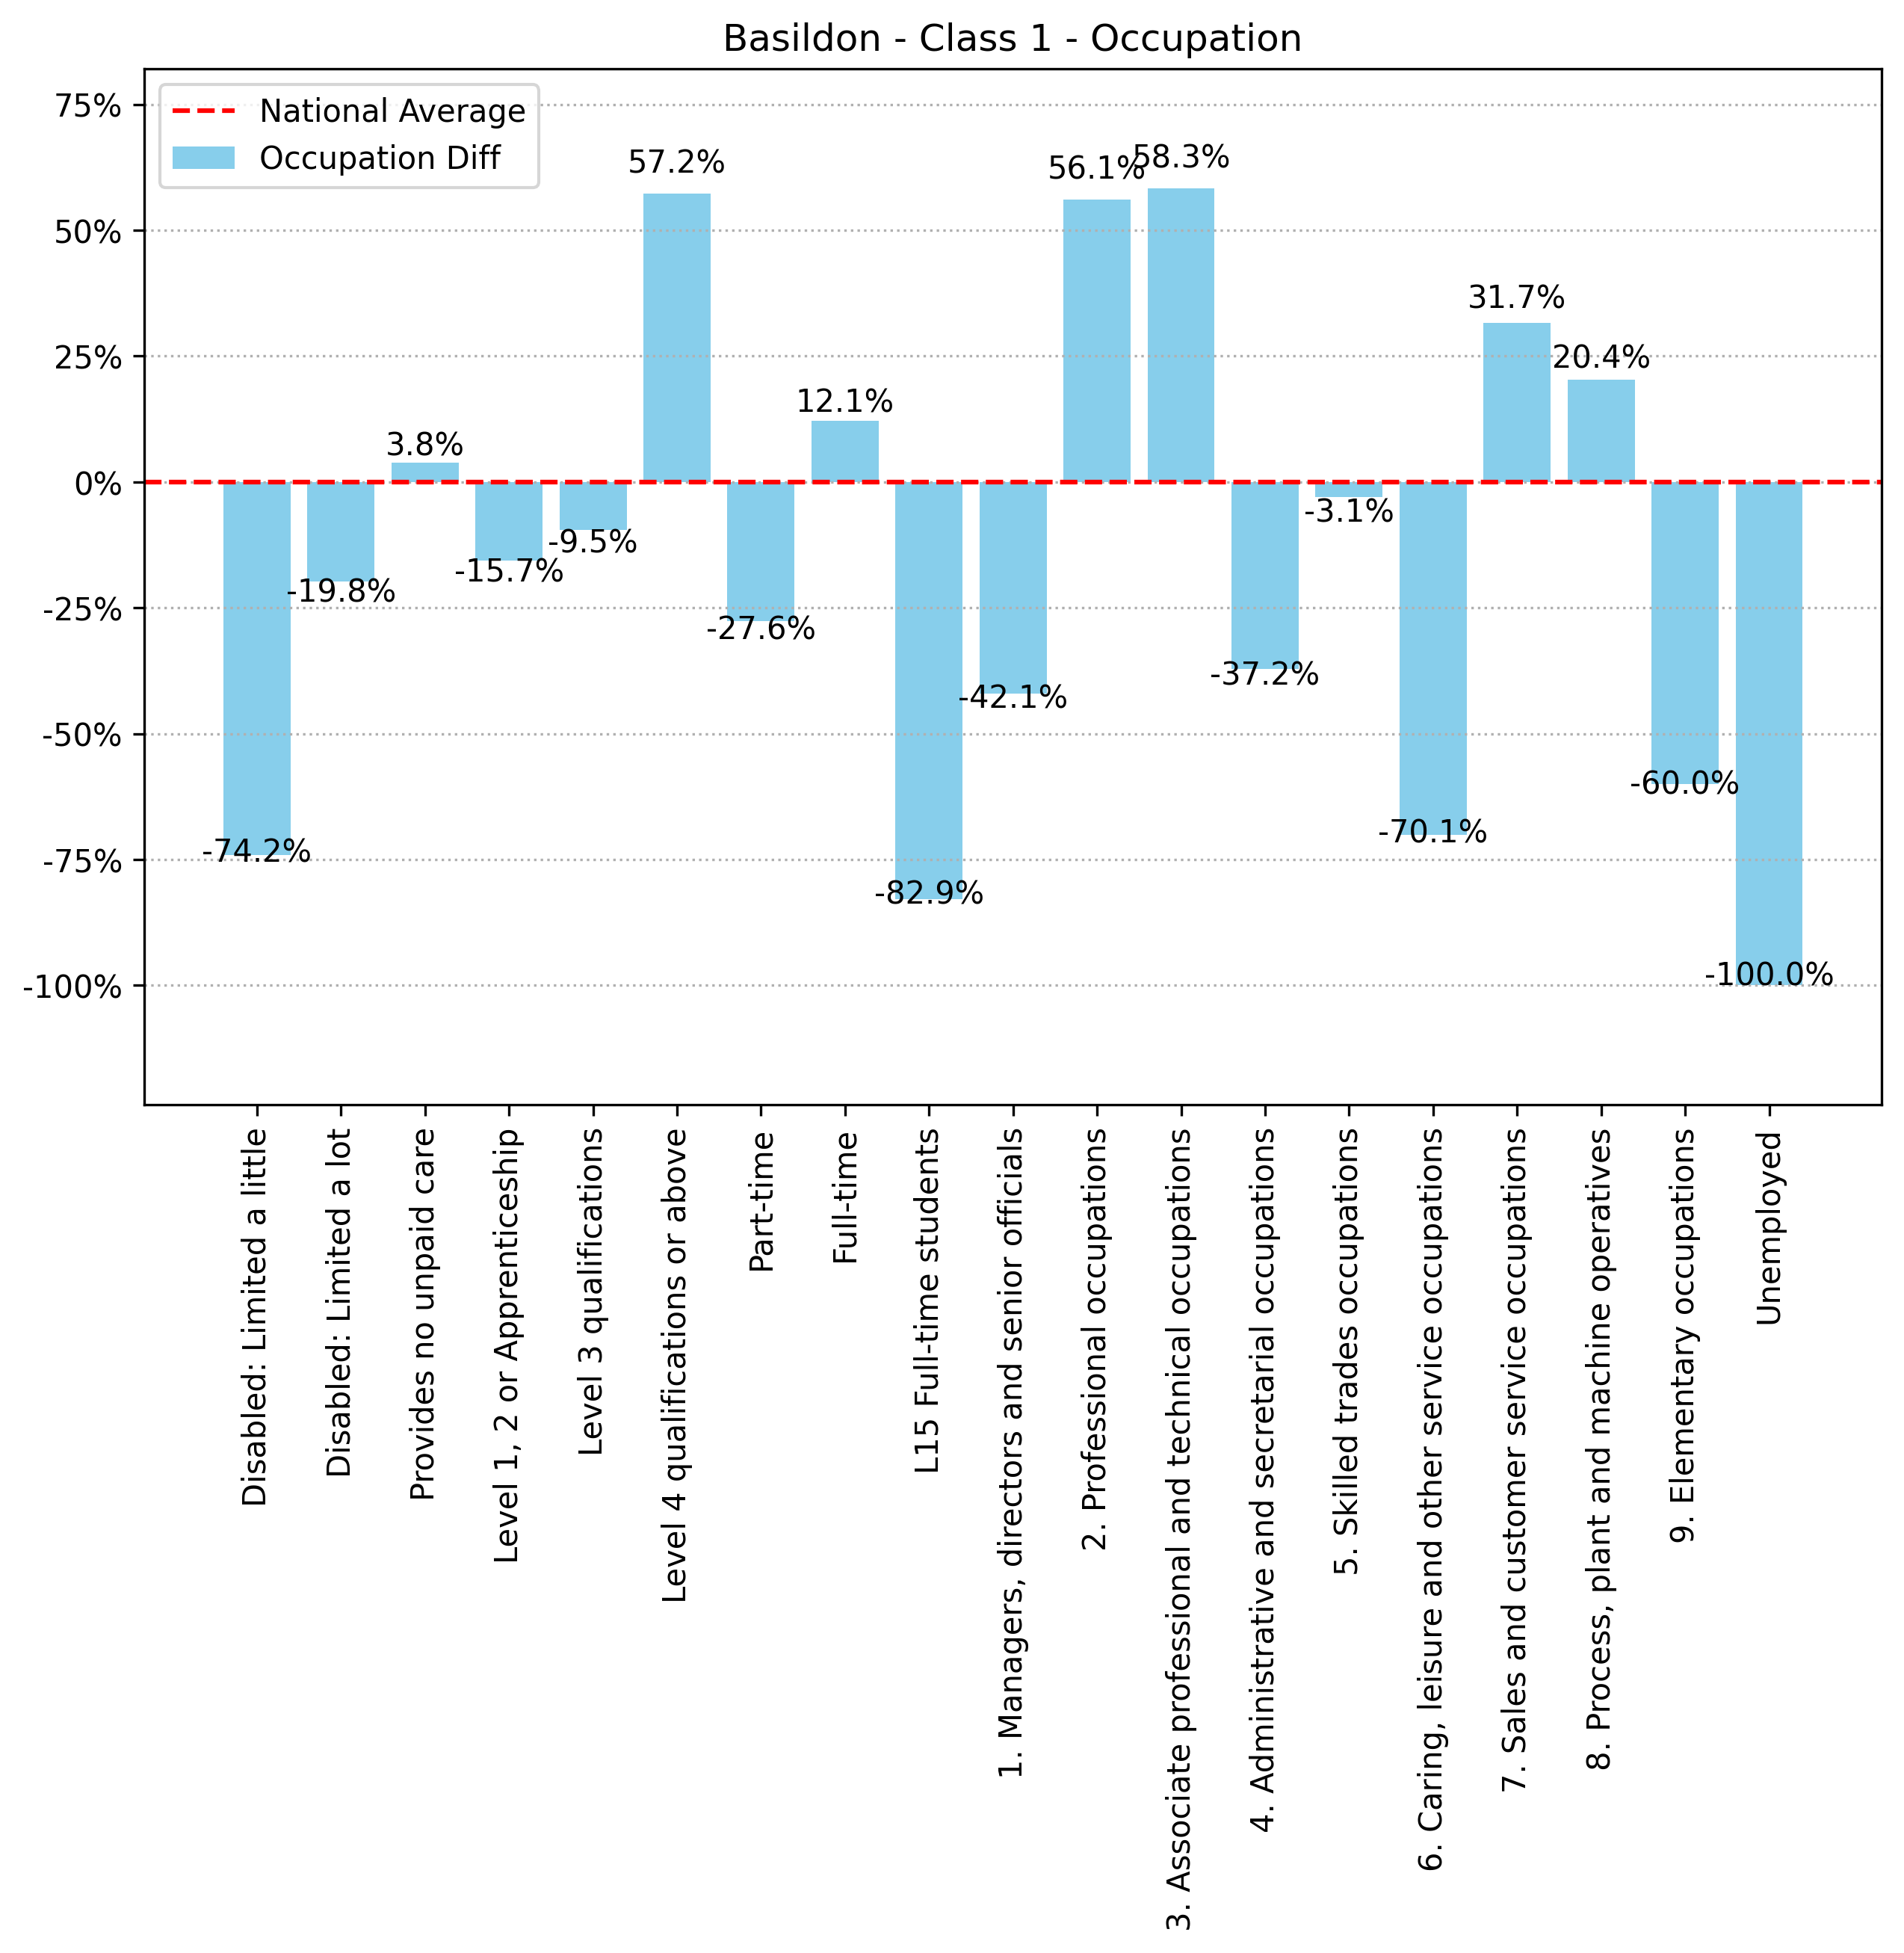 Basildon - Class 1 - Occupation
National Average
Occupation Diff
75%
50%
25%
0%
-25%
-50%
-75%
-100%
-74.2%
-19.8%
3.8%
-15.7%
-9.5%
57.2%
-27.6%
12.1%
-82.9%
-42.1%
56.1%
58.3%
-37.2%
-3.1%
-70.1%
31.7%
20.4%
-60.0%
-100.0%
Disabled: Limited a little
Disabled: Limited a lot
Provides no unpaid care
Level 1, 2 or Apprenticeship
Level 3 qualifications
Level 4 qualifications or above
Part-time
Full-time
L15 Full-time students
1. Managers, directors and senior officials
2. Professional occupations
3. Associate professional and technical occupations
4. Administrative and secretarial occupations
5. Skilled trades occupations
6. Caring, leisure and other service occupations
7. Sales and customer service occupations
8. Process, plant and machine operatives
9. Elementary occupations
Unemployed